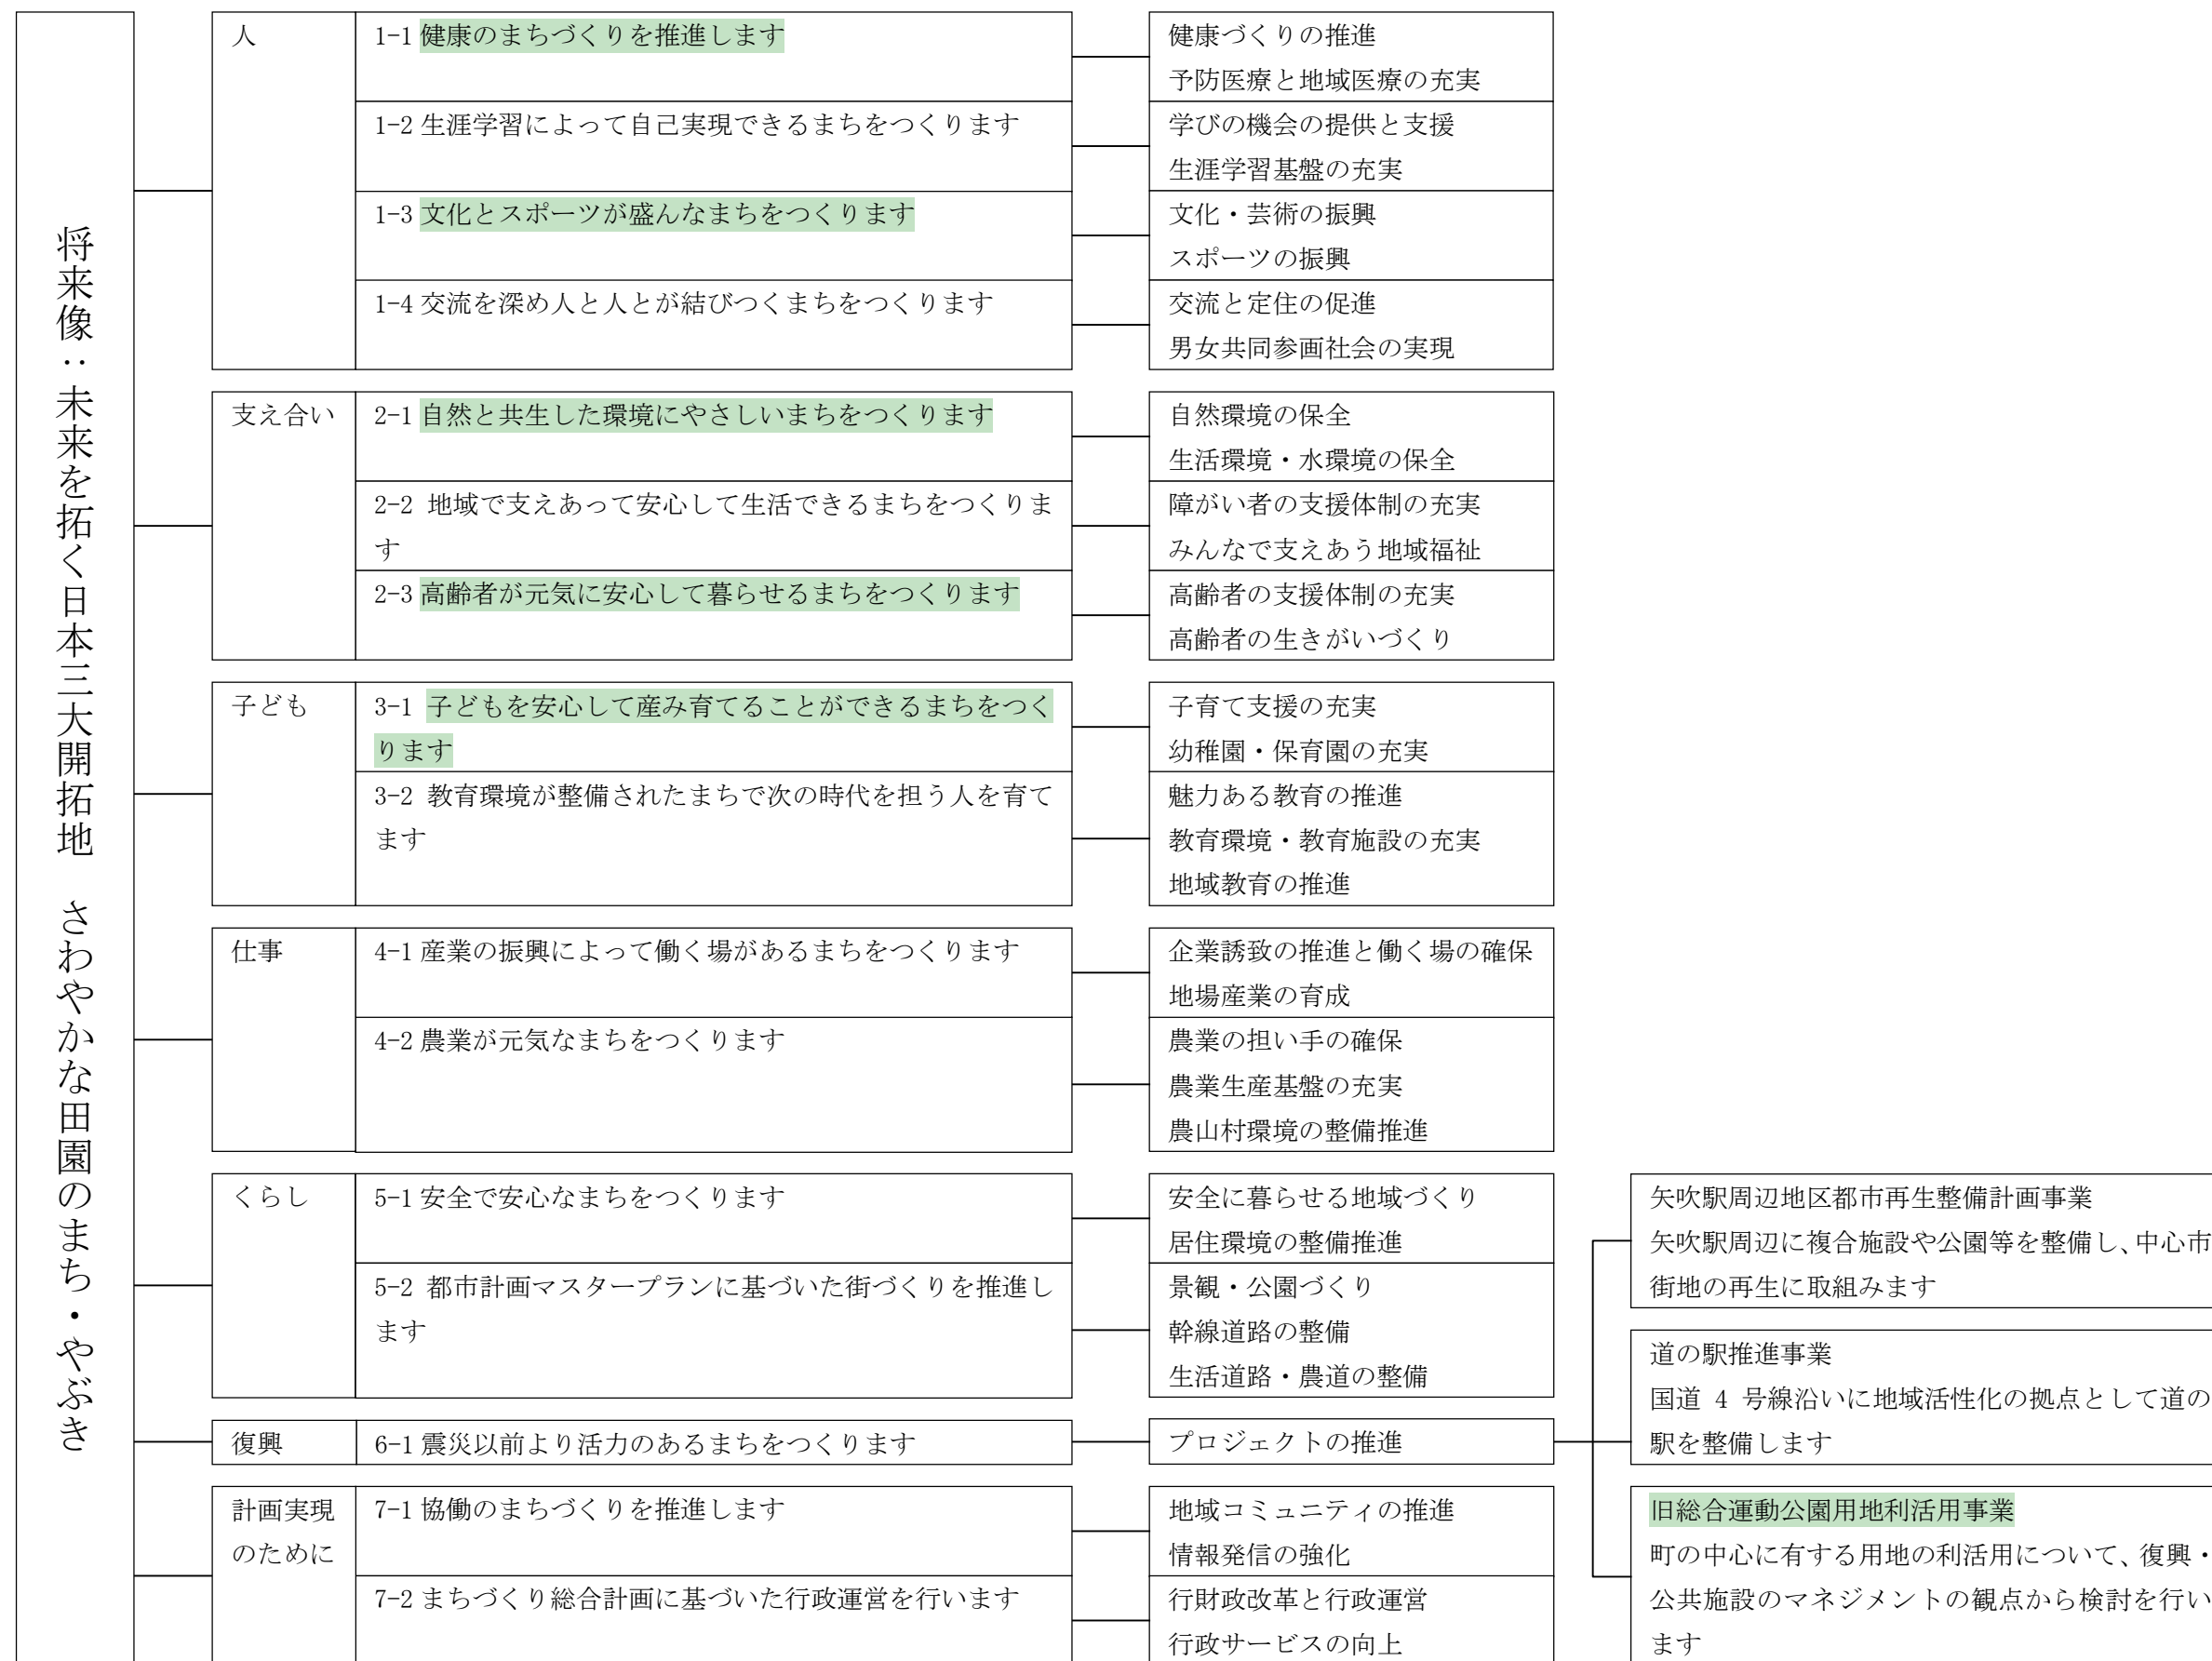 将来像：未来を拓く日本三大開拓地　さわやかな田園のまち・やぶき
人
1-1 健康のまちづくりを推進します
健康づくりの推進
予防医療と地域医療の充実
1-2 生涯学習によって自己実現できるまちをつくります
学びの機会の提供と支援
生涯学習基盤の充実
1-3 文化とスポーツが盛んなまちをつくります
文化・芸術の振興
スポーツの振興
1-4 交流を深め人と人とが結びつくまちをつくります
交流と定住の促進
男女共同参画社会の実現
支え合い
2-1 自然と共生した環境にやさしいまちをつくります
自然環境の保全
生活環境・水環境の保全
2-2 地域で支えあって安心して生活できるまちをつくりま
す
障がい者の支援体制の充実
みんなで支えあう地域福祉
2-3 高齢者が元気に安心して暮らせるまちをつくります
高齢者の支援体制の充実
高齢者の生きがいづくり
子ども
3-1 子どもを安心して産み育てることができるまちをつく
ります
子育て支援の充実
幼稚園・保育園の充実
3-2 教育環境が整備されたまちで次の時代を担う人を育て
ます
魅力ある教育の推進
教育環境・教育施設の充実
地域教育の推進
仕事
4-1 産業の振興によって働く場があるまちをつくります
企業誘致の推進と働く場の確保
地場産業の育成
4-2 農業が元気なまちをつくります
農業の担い手の確保
農業生産基盤の充実
農山村環境の整備推進
くらし
5-1 安全で安心なまちをつくります
安全に暮らせる地域づくり
居住環境の整備推進
5-2 都市計画マスタープランに基づいた街づくりを推進し
ます
景観・公園づくり
幹線道路の整備
生活道路・農道の整備
復興
6-1 震災以前より活力のあるまちをつくります
プロジェクトの推進
矢吹駅周辺地区都市再生整備計画事業
矢吹駅周辺に複合施設や公園等を整備し、中心市
街地の再生に取組みます
道の駅推進事業
国道 4 号線沿いに地域活性化の拠点として道の
駅を整備します
旧総合運動公園用地利活用事業
町の中心に有する用地の利活用について、復興・
公共施設のマネジメントの観点から検討を行い
ます
計画実現
のために
7-1 協働のまちづくりを推進します
地域コミュニティの推進
情報発信の強化
7-2 まちづくり総合計画に基づいた行政運営を行います
行財政改革と行政運営
行政サービスの向上